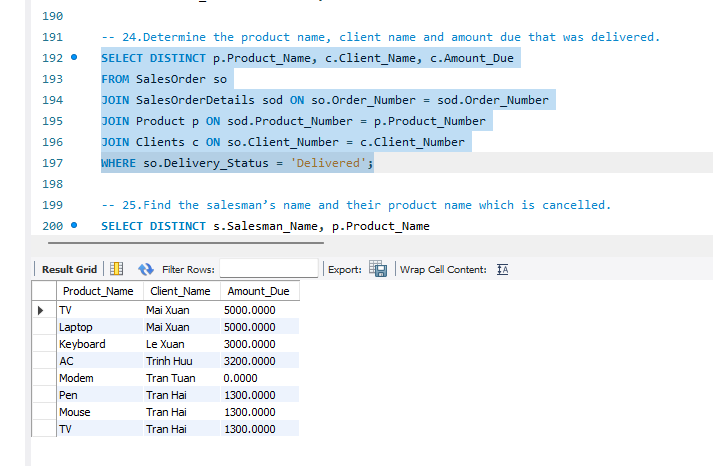 190
191 -- 24.Determine the product name, client name and amount due that was delivered.
192 SELECT DISTINCT p.Product_Name, c.Client_Name, c.Amount_Due
193 FROM SalesOrder so
194 JOIN SalesOrderDetails sod ON so.Order_Number = sod.Order_Number
195 JOIN Product p ON sod.Product_Number = p.Product_Number
196 JOIN Clients c ON so.Client_Number = c.Client_Number
197 WHERE so.Delivery_Status = 'Delivered';
198
199 -- 25.Find the salesman’s name and their product name which is cancelled.
200 SELECT DISTINCT s.Salesman_Name, p.Product_Name
Result Grid Filter Rows: Export: Wrap Cell Content: IA
Product_Name Client_Name Amount_Due
TV Mai Xuan 5000.0000
Laptop Mai Xuan 5000.0000
Keyboard Le Xuan 3000.0000
AC Trinh Huu 3200.0000
Modem Tran Tuan 0.0000
Pen Tran Hai 1300.0000
Mouse Tran Hai 1300.0000
TV Tran Hai 1300.0000